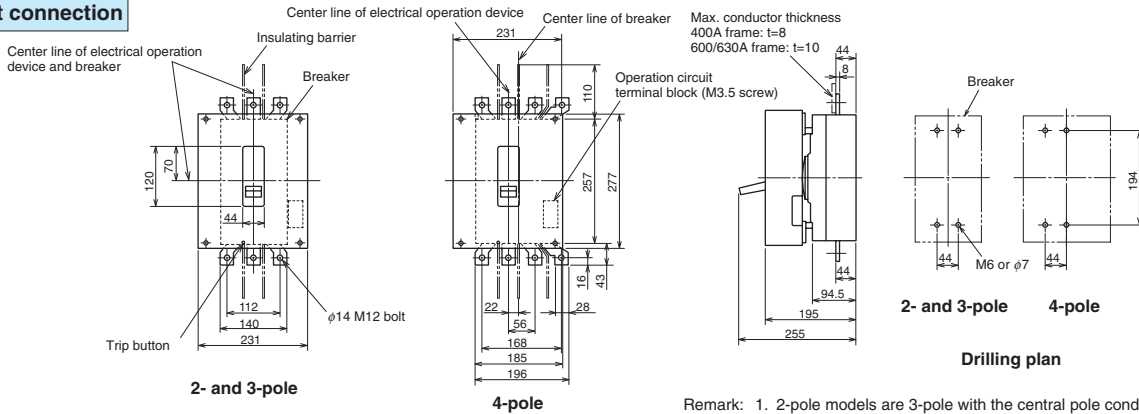 t connection
Center line of electrical operation
device and breaker
Insulating barrier
Breaker
120
70
44
112
140
231
Trip button
φ14 M12 bolt
2- and 3-pole
Center line of electrical operation device
Center line of breaker
231
Operation circuit
terminal block (M3.5 screw)
110
257
277
16
43
22
28
56
168
185
196
4-pole
Max. conductor thickness
400A frame: t=8
600/630A frame: t=10
44
8
44
94.5
195
255
Breaker
194
44
44
M6 or φ7
2- and 3-pole
4-pole
Drilling plan
Remark: 1. 2-pole models are 3-pole with the central pole cond